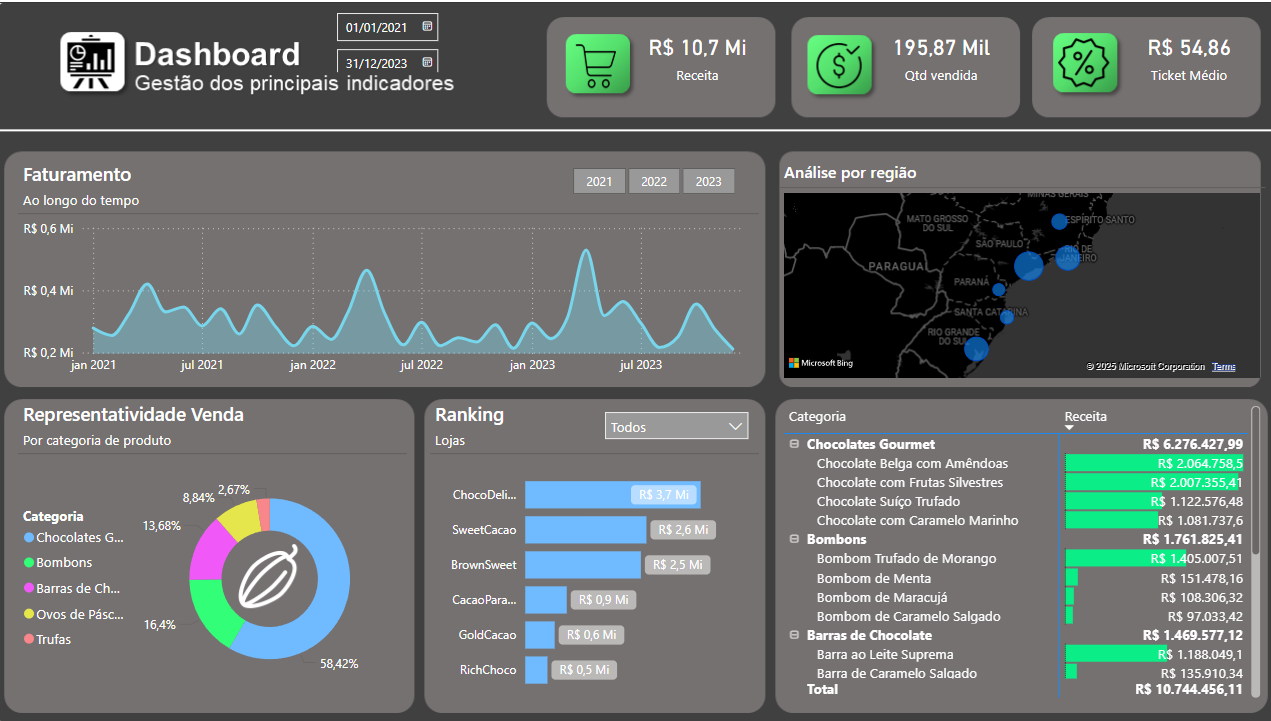 Dashboard
Gestão dos principais indicadores
01/01/2021
31/12/2023
R$ 10,7 Mi
Receita
195,87 Mil
Qtd vendida
R$ 54,86
Ticket Médio
Faturamento
Ao longo do tempo
2021
2022
2023
R$ 0,6 Mi
R$ 0,4 Mi
R$ 0,2 Mi
jan 2021
jul 2021
jan 2022
jul 2022
jan 2023
jul 2023
Análise por região
MINAS GERAIS
MATO GROSSO
DO SUL
ESPÍRITO SANTO
SÃO PAULO
RIO DE
JANEIRO
PARAGUAI
PARANÁ
SANTA CATARINA
RIO GRANDE
DO SUL
Microsoft Bing
© 2025 Microsoft Corporation Terms
Representatividade Venda
Por categoria de produto
Categoria
Chocolates G...
Bombons
Barras de Ch...
Ovos de Pásc...
Trufas
2,67%
8,84%
13,68%
16,4%
58,42%
Ranking
Lojas
Todos
ChocoDeli... R$ 3,7 Mi
SweetCacao R$ 2,6 Mi
BrownSweet R$ 2,5 Mi
CacaoPara... R$ 0,9 Mi
GoldCacao R$ 0,6 Mi
RichChoco R$ 0,5 Mi
Categoria Receita
Chocolates Gourmet R$ 6.276.427,99
Chocolate Belga com Amêndoas R$ 2.064.758,5
Chocolate com Frutas Silvestres R$ 2.007.355,41
Chocolate Suíço Trufado R$ 1.122.576,48
Chocolate com Caramelo Marinho R$ 1.081.737,6
Bombons R$ 1.761.825,41
Bombom Trufado de Morango R$ 1.405.007,51
Bombom de Menta R$ 151.478,16
Bombom de Maracujá R$ 108.306,32
Bombom de Caramelo Salgado R$ 97.033,42
Barras de Chocolate R$ 1.469.577,12
Barra ao Leite Suprema R$ 1.188.049,1
Barra de Caramelo Salgado R$ 135.910,34
Total R$ 10.744.456,11